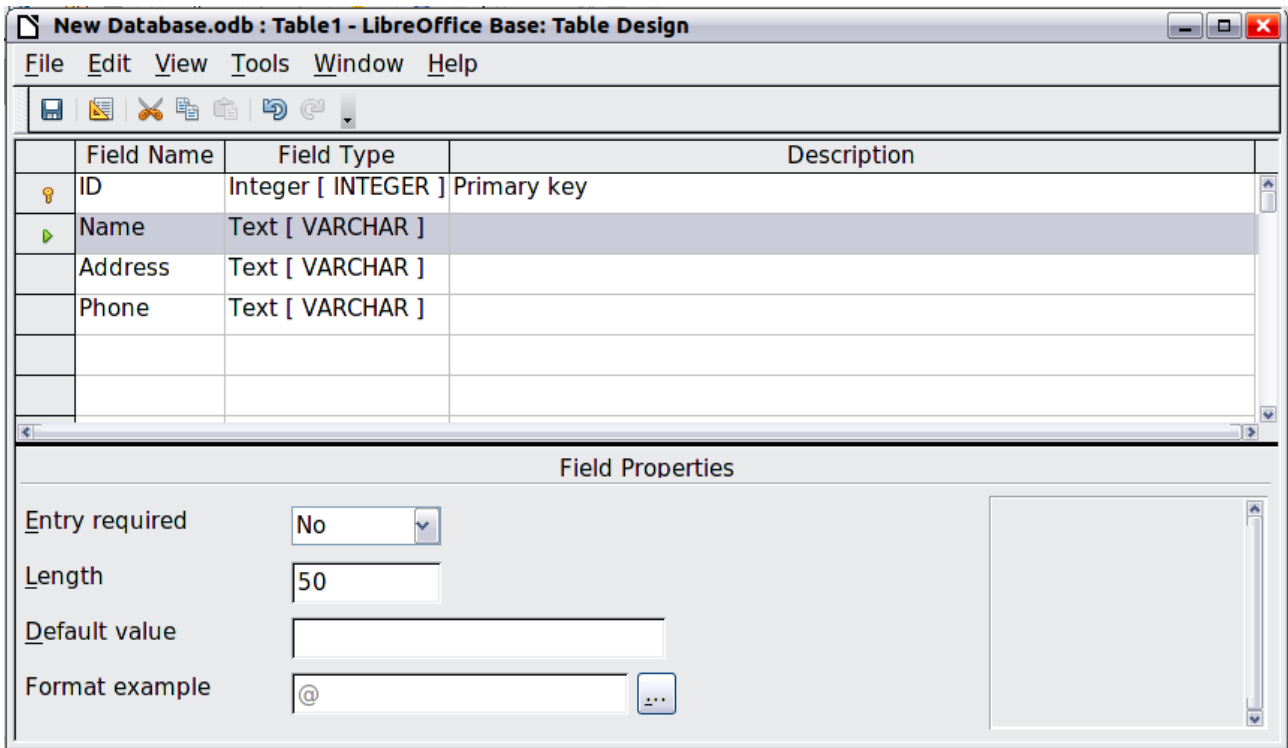 New Database.odb : Table1 - LibreOffice Base: Table Design
File Edit View Tools Window Help
Field Name Field Type Description
ID Integer [ INTEGER ] Primary key
Name Text [ VARCHAR ]
Address Text [ VARCHAR ]
Phone Text [ VARCHAR ]
Field Properties
Entry required No
Length 50
Default value
Format example @ ...